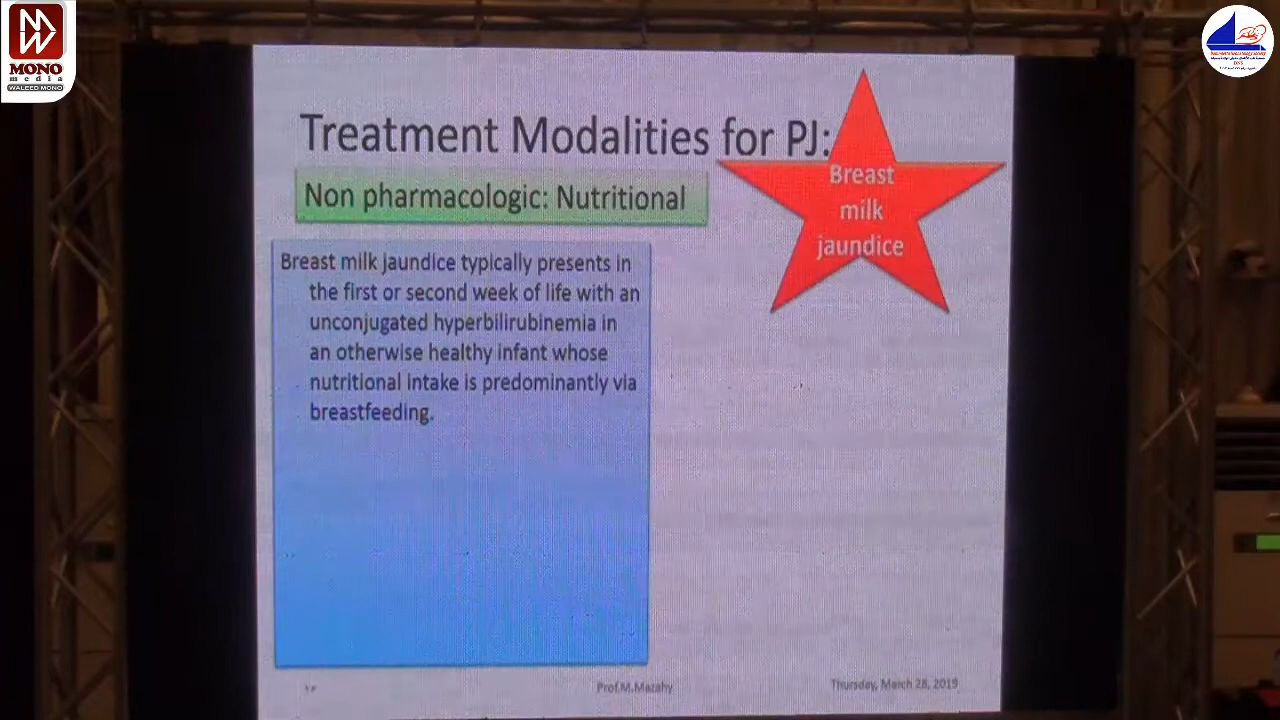 MONO
media
WALEED MONO
DNS
Treatment Modalities for PJ:
Non pharmacologic: Nutritional
Breast
milk
jaundice
Breast milk jaundice typically presents in
the first or second week of life with an
unconjugated hyperbilirubinemia in
an otherwise healthy infant whose
nutritional intake is predominantly via
breastfeeding.
Prof.M.Mazahy
Thursday, March 28, 2019